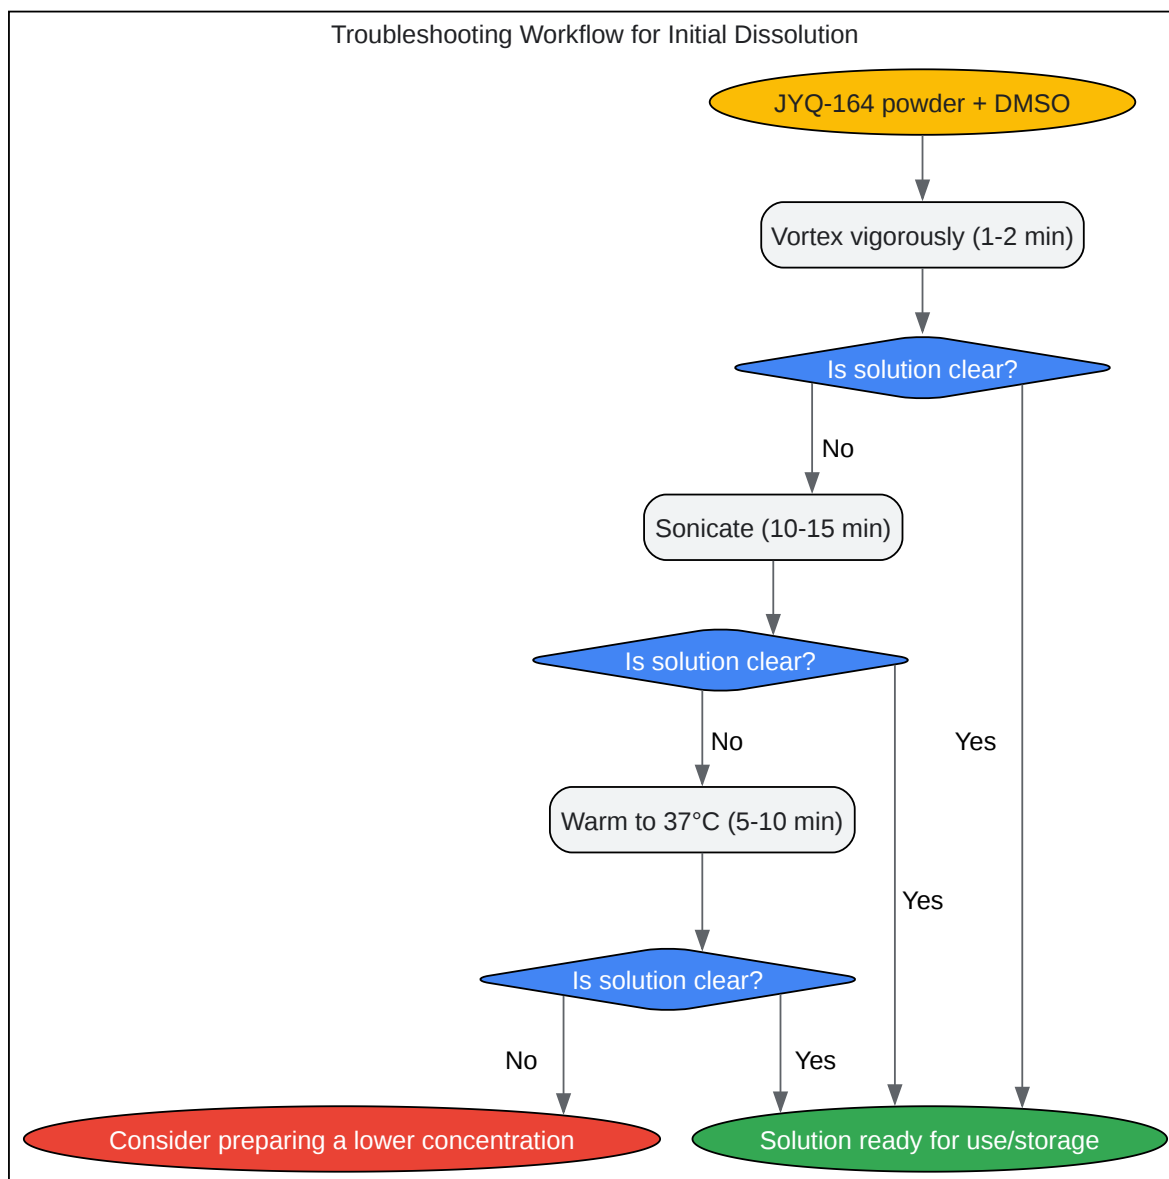 Troubleshooting Workflow for Initial Dissolution
JYQ-164 powder + DMSO
Vortex vigorously (1-2 min)
Is solution clear?
No
Sonicate (10-15 min)
Is solution clear?
No
Yes
Warm to 37°C (5-10 min)
Yes
Is solution clear?
No
Yes
Consider preparing a lower concentration
Solution ready for use/storage